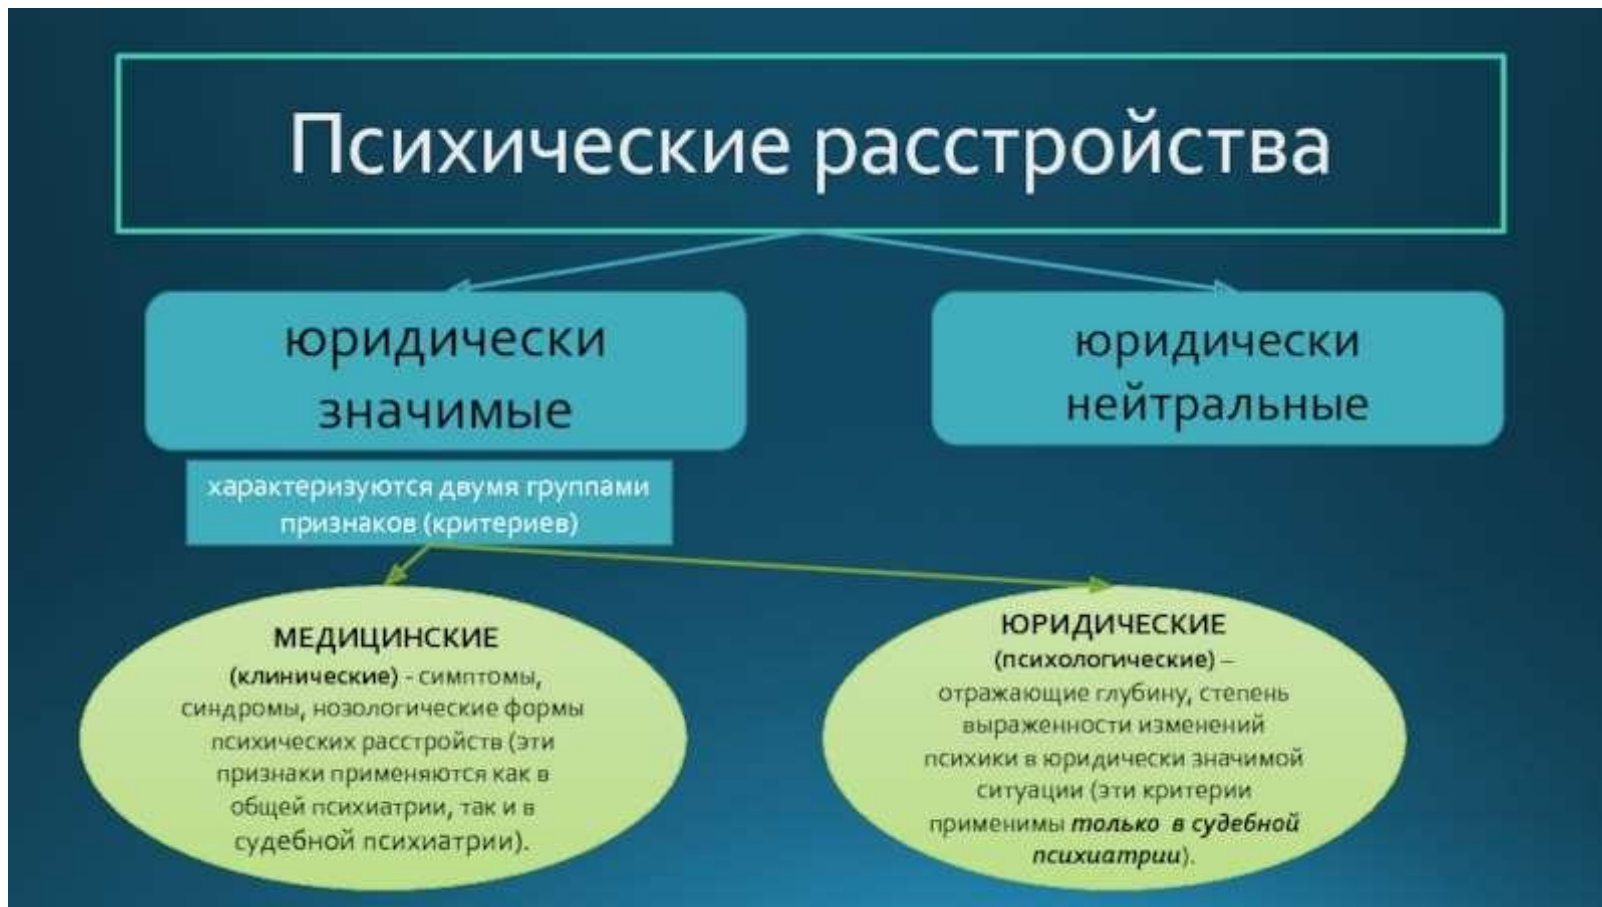 Психические расстройства
юридически
значимые
юридически
нейтральные
характеризуются двумя группами
признаков (критериев)
МЕДИЦИНСКИЕ
(клинические) - симптомы,
синдромы, нозологические формы
психических расстройств (эти
признаки применяются как в
общей психиатрии, так и в
судебной психиатрии).
ЮРИДИЧЕСКИЕ
(психологические) –
отражающие глубину, степень
выраженности изменений
психики в юридически значимой
ситуации (эти критерии
применимы только в судебной
психиатрии).